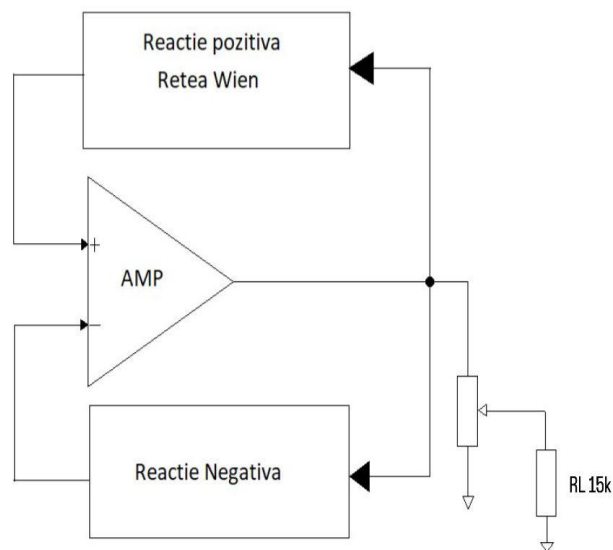 Reactie pozitiva
Retea Wien
+
AMP
−
Reactie Negativa
RL 15k